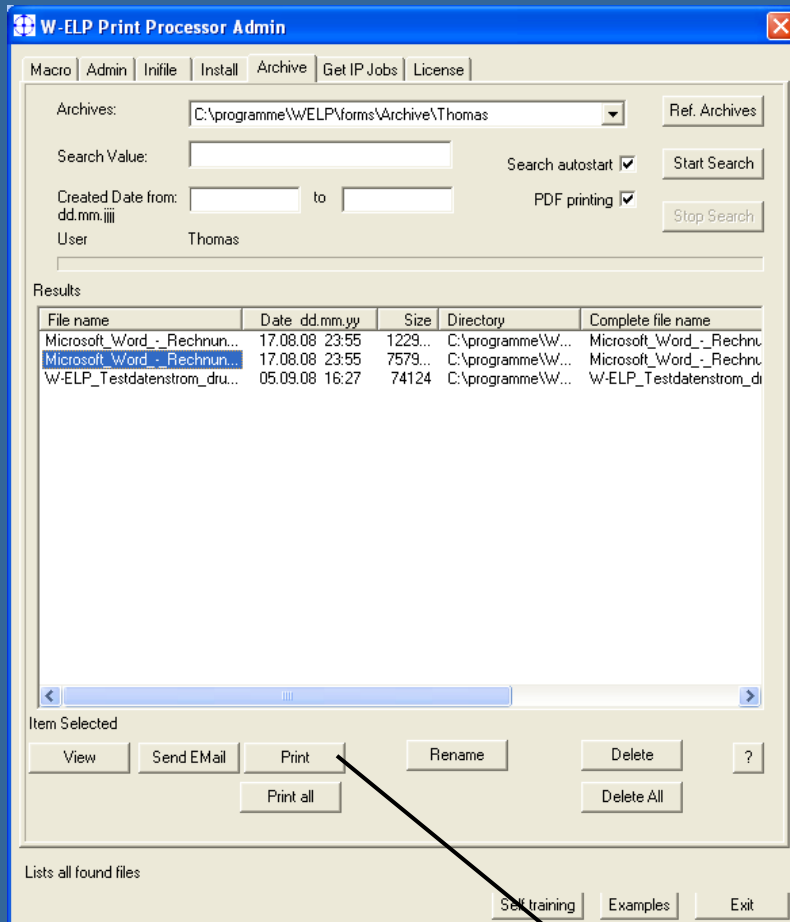 W-ELP Print Processor Admin
Macro Admin Inifile Install Archive Get IP Jobs License
Archives: C:\programme\WELP\forms\Archive\Thomas Ref. Archives
Search Value: Search autostart Start Search
Created Date from: to PDF printing
dd.mm.jjjj Stop Search
User Thomas
Results
File name Date dd.mm.yy Size Directory Complete file name
Microsoft_Word_-_Rechnun... 17.08.08 23:55 1229... C:\programme\W... Microsoft_Word_-_Rechnu
Microsoft_Word_-_Rechnun... 17.08.08 23:55 7579... C:\programme\W... Microsoft_Word_-_Rechnu
W-ELP_Testdatenstrom_dru... 05.09.08 16:27 74124 C:\programme\W... W-ELP_Testdatenstrom_dr
Item Selected
View Send EMail Print Rename Delete ?
Print all Delete All
Lists all found files
Self training Examples Exit